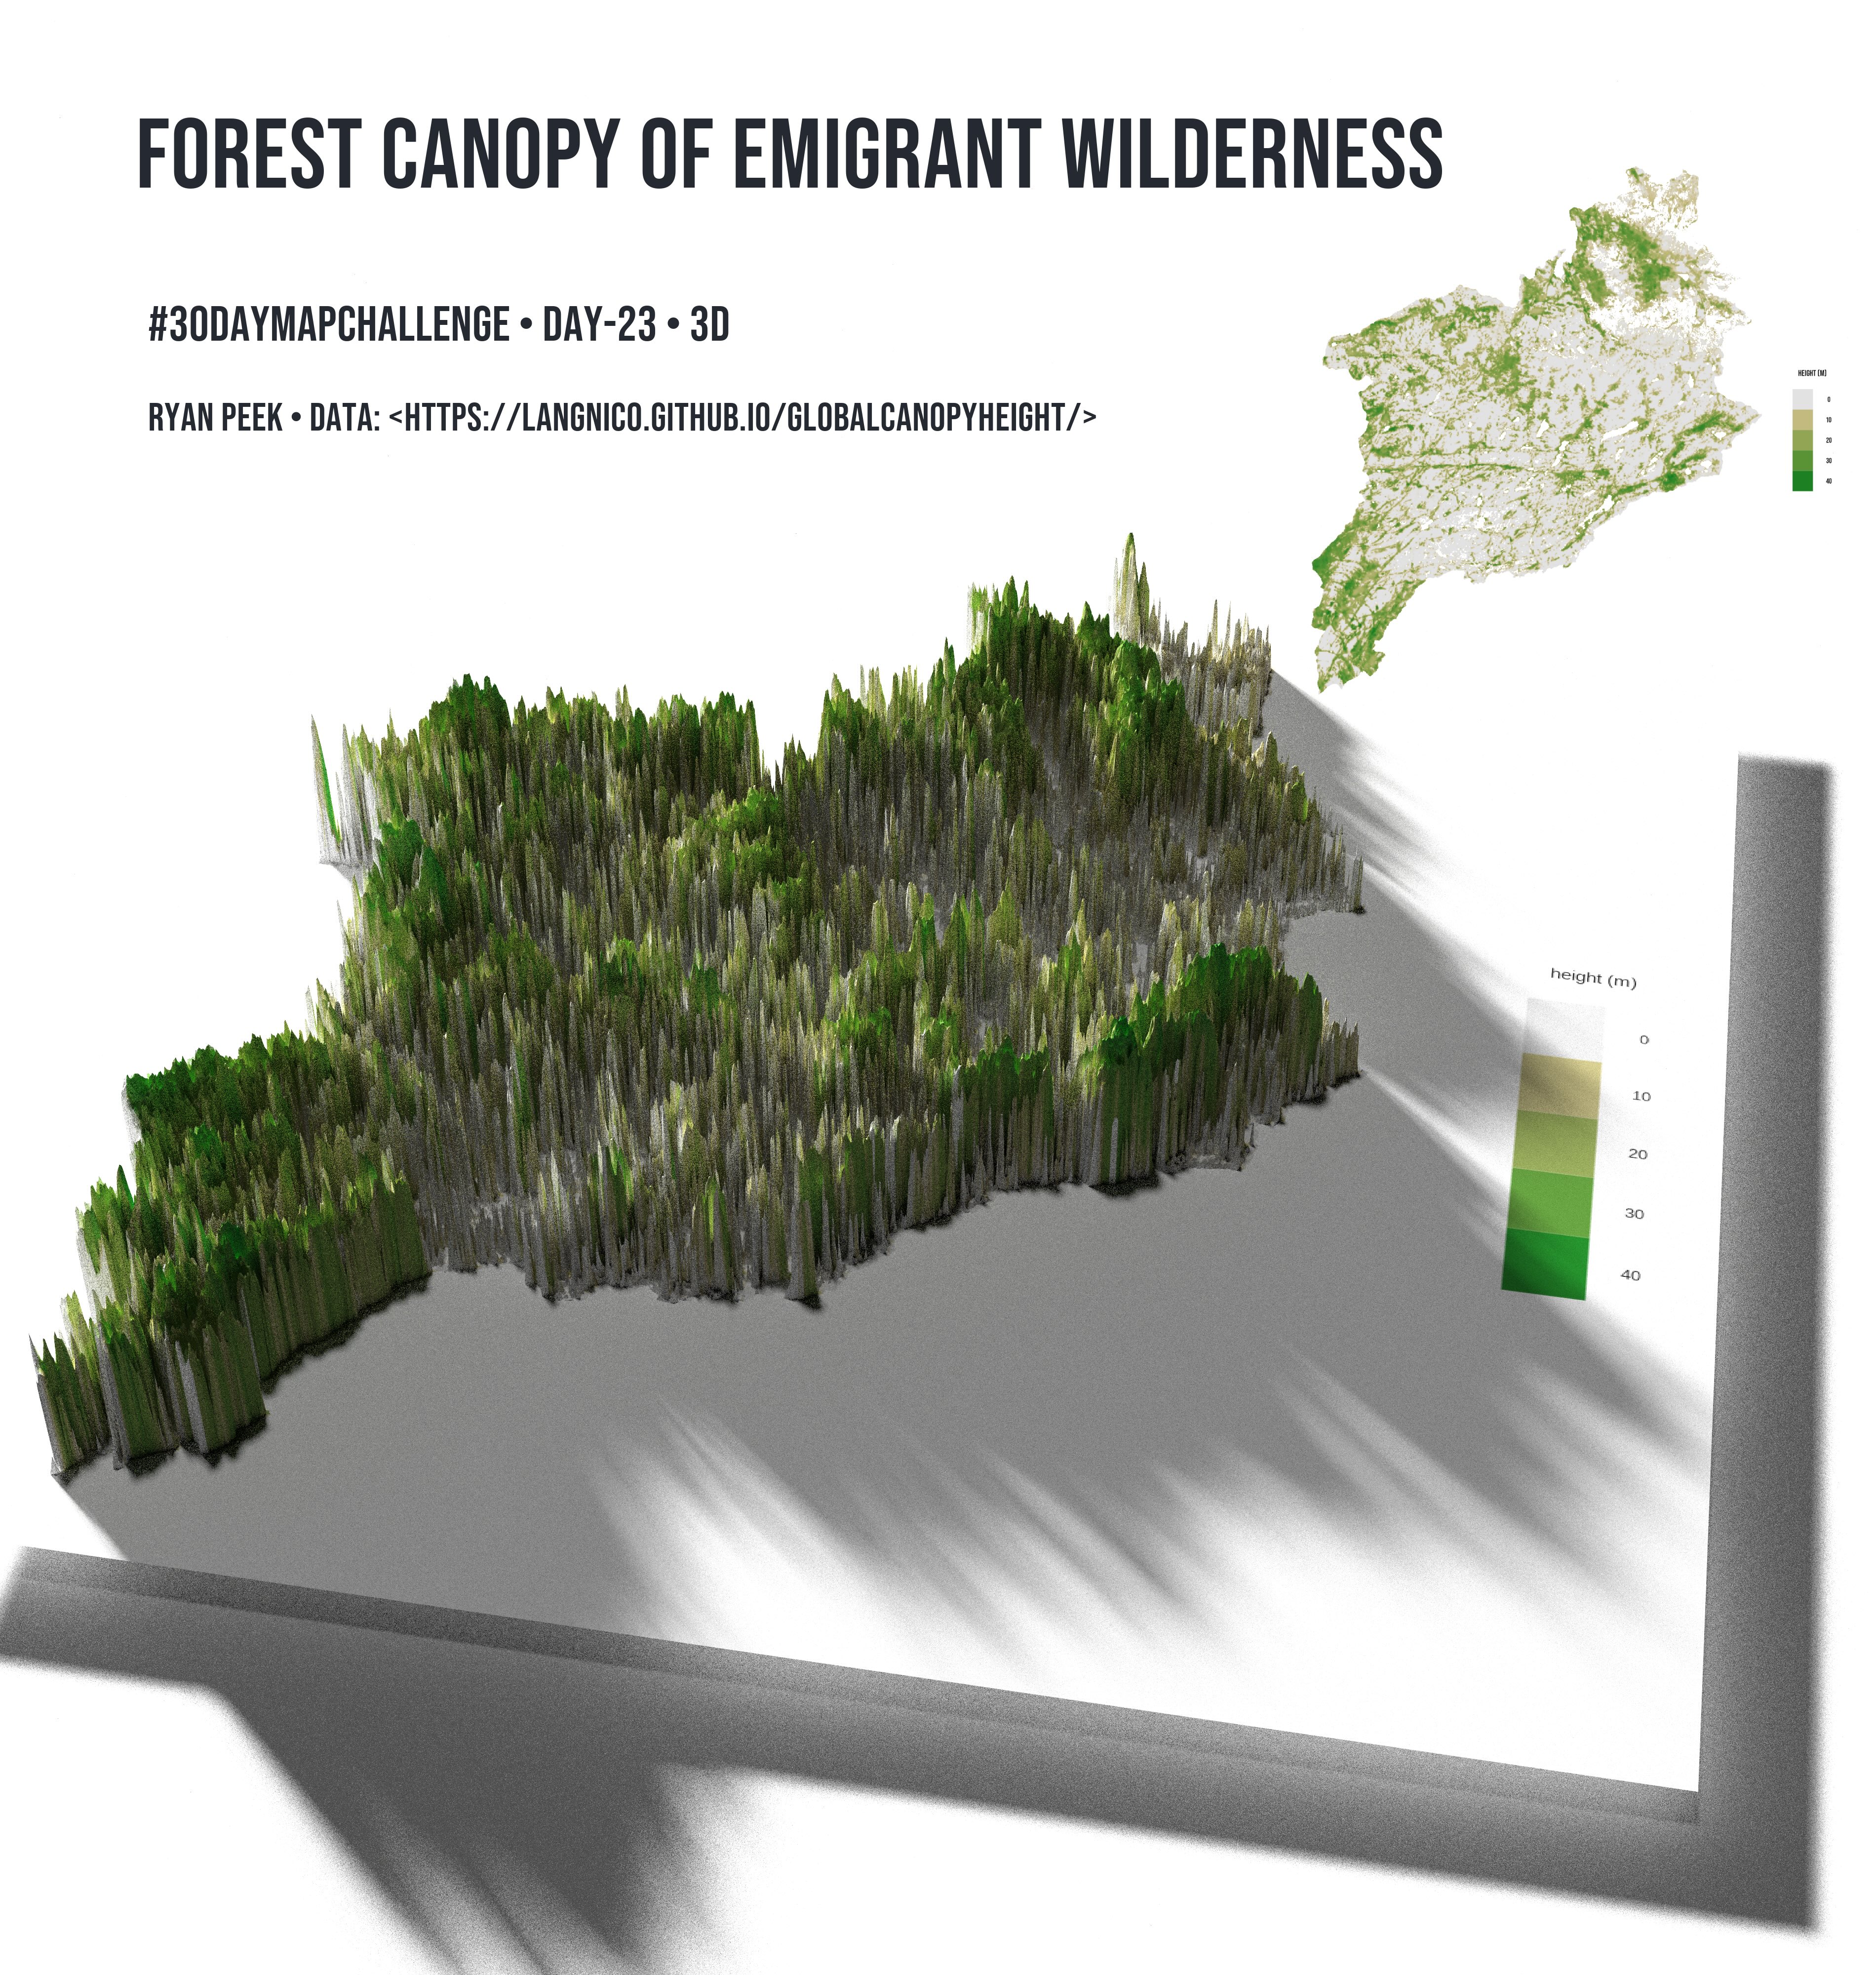 FOREST CANOPY OF EMIGRANT WILDERNESS
#30DAYMAPCHALLENGE • DAY-23 • 3D
RYAN PEEK • DATA: <HTTPS://LANGNICO.GITHUB.IO/GLOBALCANOPYHEIGHT/>
HEIGHT (M)
0
10
20
30
40
height (m)
0
10
20
30
40